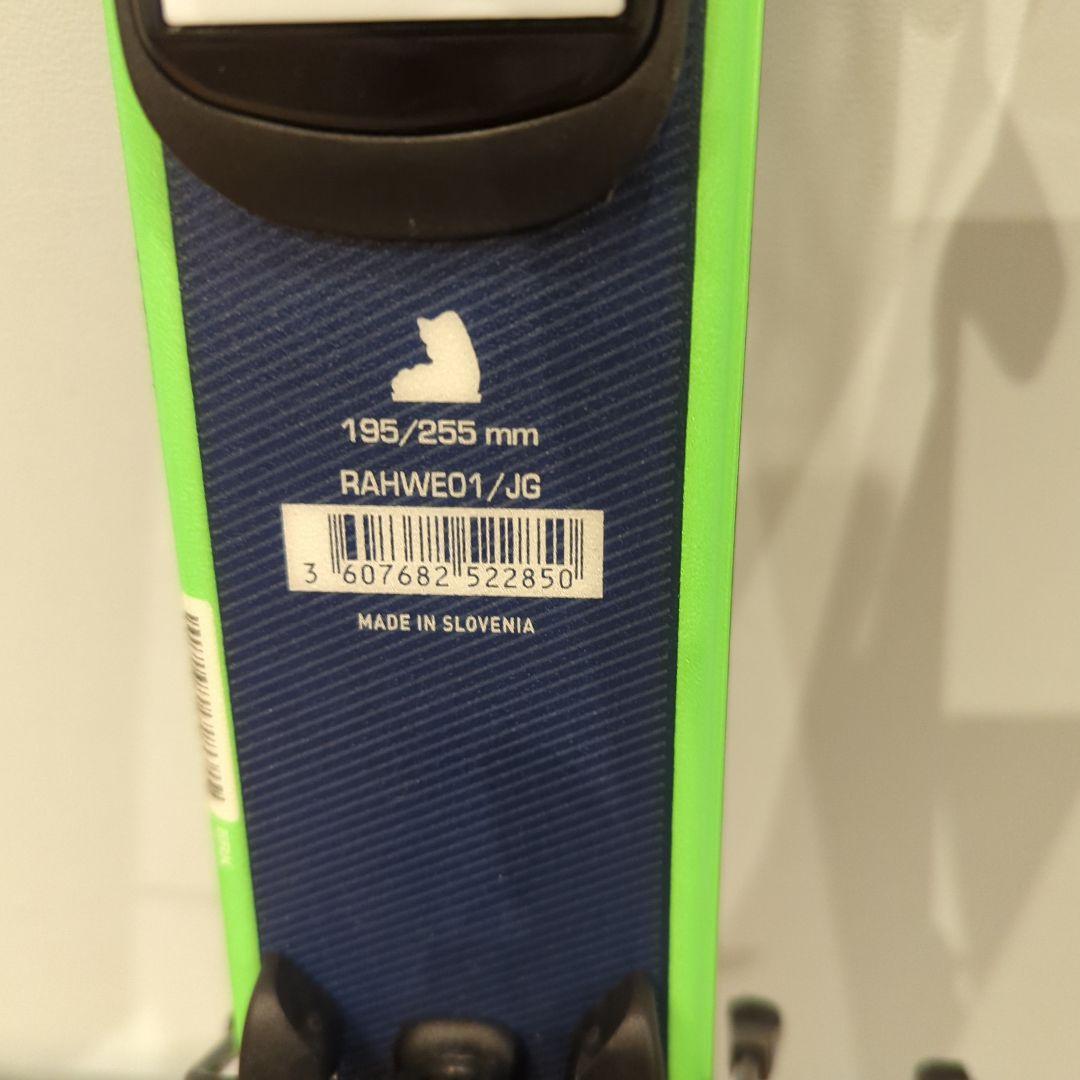 195/255 mm
RAHWE01/JG
3 607682 522850
MADE IN SLOVENIA